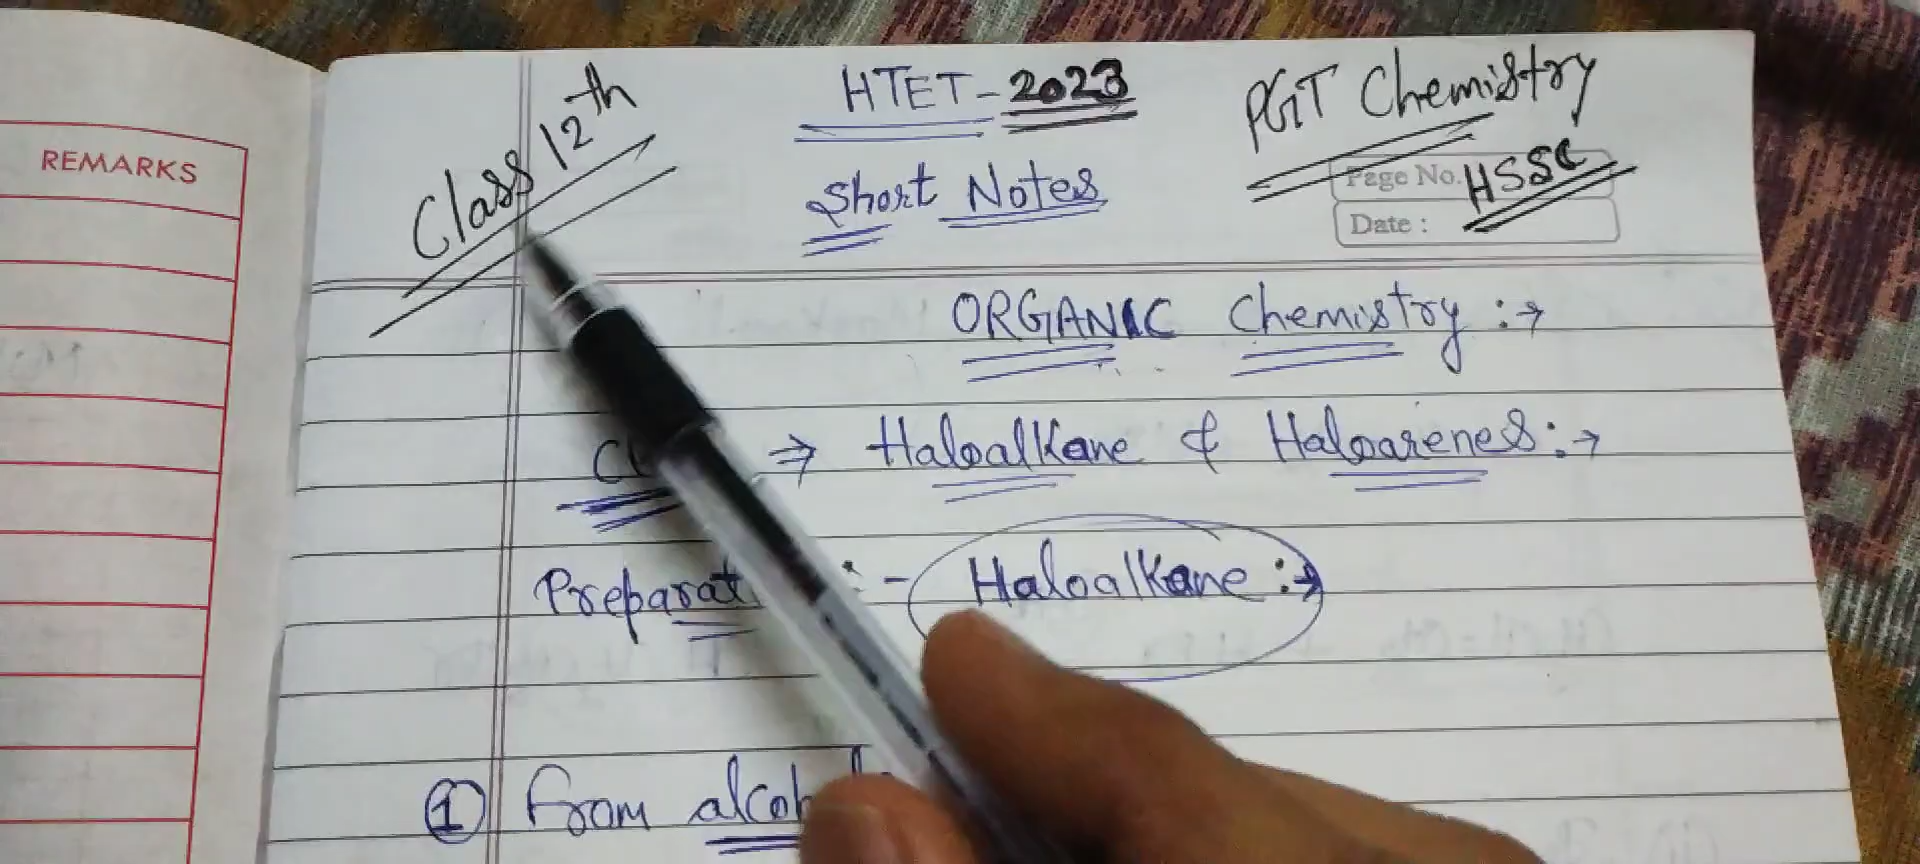 REMARKS
Class 12th
HTET-2023
Short Notes
PGT Chemistry
Page No. HSSC
Date :
ORGANIC Chemistry :→
⇒ Haloalkane & Haloarenes:→
:- Haloalkane :→
① from